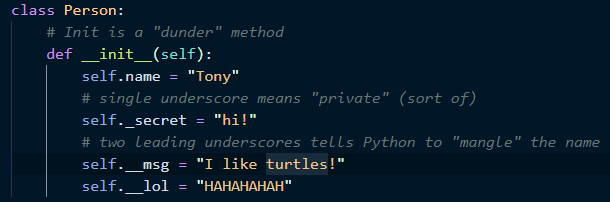 class Person:
    # Init is a "dunder" method
    def __init__(self):
        self.name = "Tony"
        # single underscore means "private" (sort of)
        self._secret = "hi!"
        # two leading underscores tells Python to "mangle" the name
        self.__msg = "I like turtles!"
        self.__lol = "HAHAHAHAH"